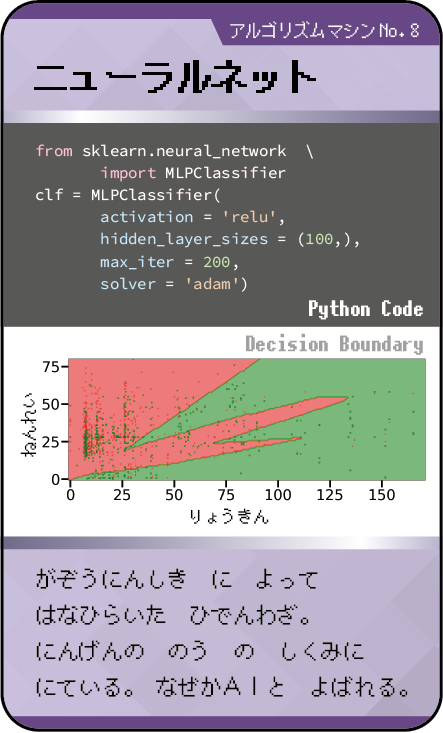 アルゴリズムマシンNo.8
ニューラルネット
from sklearn.neural_network \
import MLPClassifier
clf = MLPClassifier(
activation = 'relu',
hidden_layer_sizes = (100,),
max_iter = 200,
solver = 'adam')
Python Code
Decision Boundary
75
50
25
0
ねんれい
0 25 50 75 100 125 150
りょうきん
がぞうにんしき に よって
はなひらいた ひでんわざ。
にんげんの のう の しくみに
にている。 なぜかAIと よばれる。